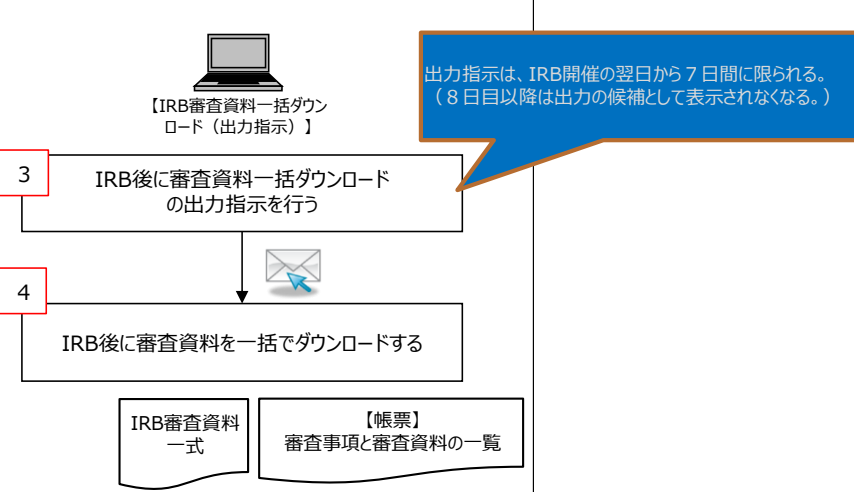 【IRB審査資料一括ダウン
ロード（出力指示）】
出力指示は、IRB開催の翌日から７日間に限られる。
（８日目以降は出力の候補として表示されなくなる。）
3
IRB後に審査資料一括ダウンロード
の出力指示を行う
4
IRB後に審査資料を一括でダウンロードする
IRB審査資料
一式
【帳票】
審査事項と審査資料の一覧